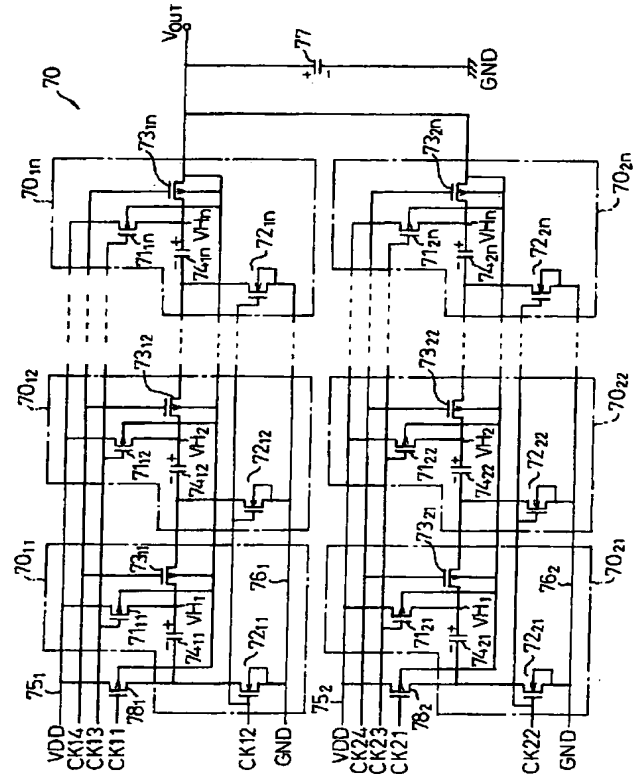 70
VOUT
77
GND
70₁₁
70₁₂
70₁n
75₁
VDD
CK14
CK13
CK11
78₁
71₁₁
VH₁
73₁₁
74₁₁
72₁₁
71₁₂
VH₂
73₁₂
74₁₂
72₁₂
71₁n
VHn
73₁n
74₁n
72₁n
CK12
GND
76₁
75₂
VDD
CK24
CK23
CK21
78₂
71₂₁
VH₁
73₂₁
74₂₁
72₂₁
71₂₂
VH₂
73₂₂
74₂₂
72₂₂
71₂n
VHn
73₂n
74₂n
72₂n
CK22
GND
76₂
70₂₁
70₂₂
70₂n